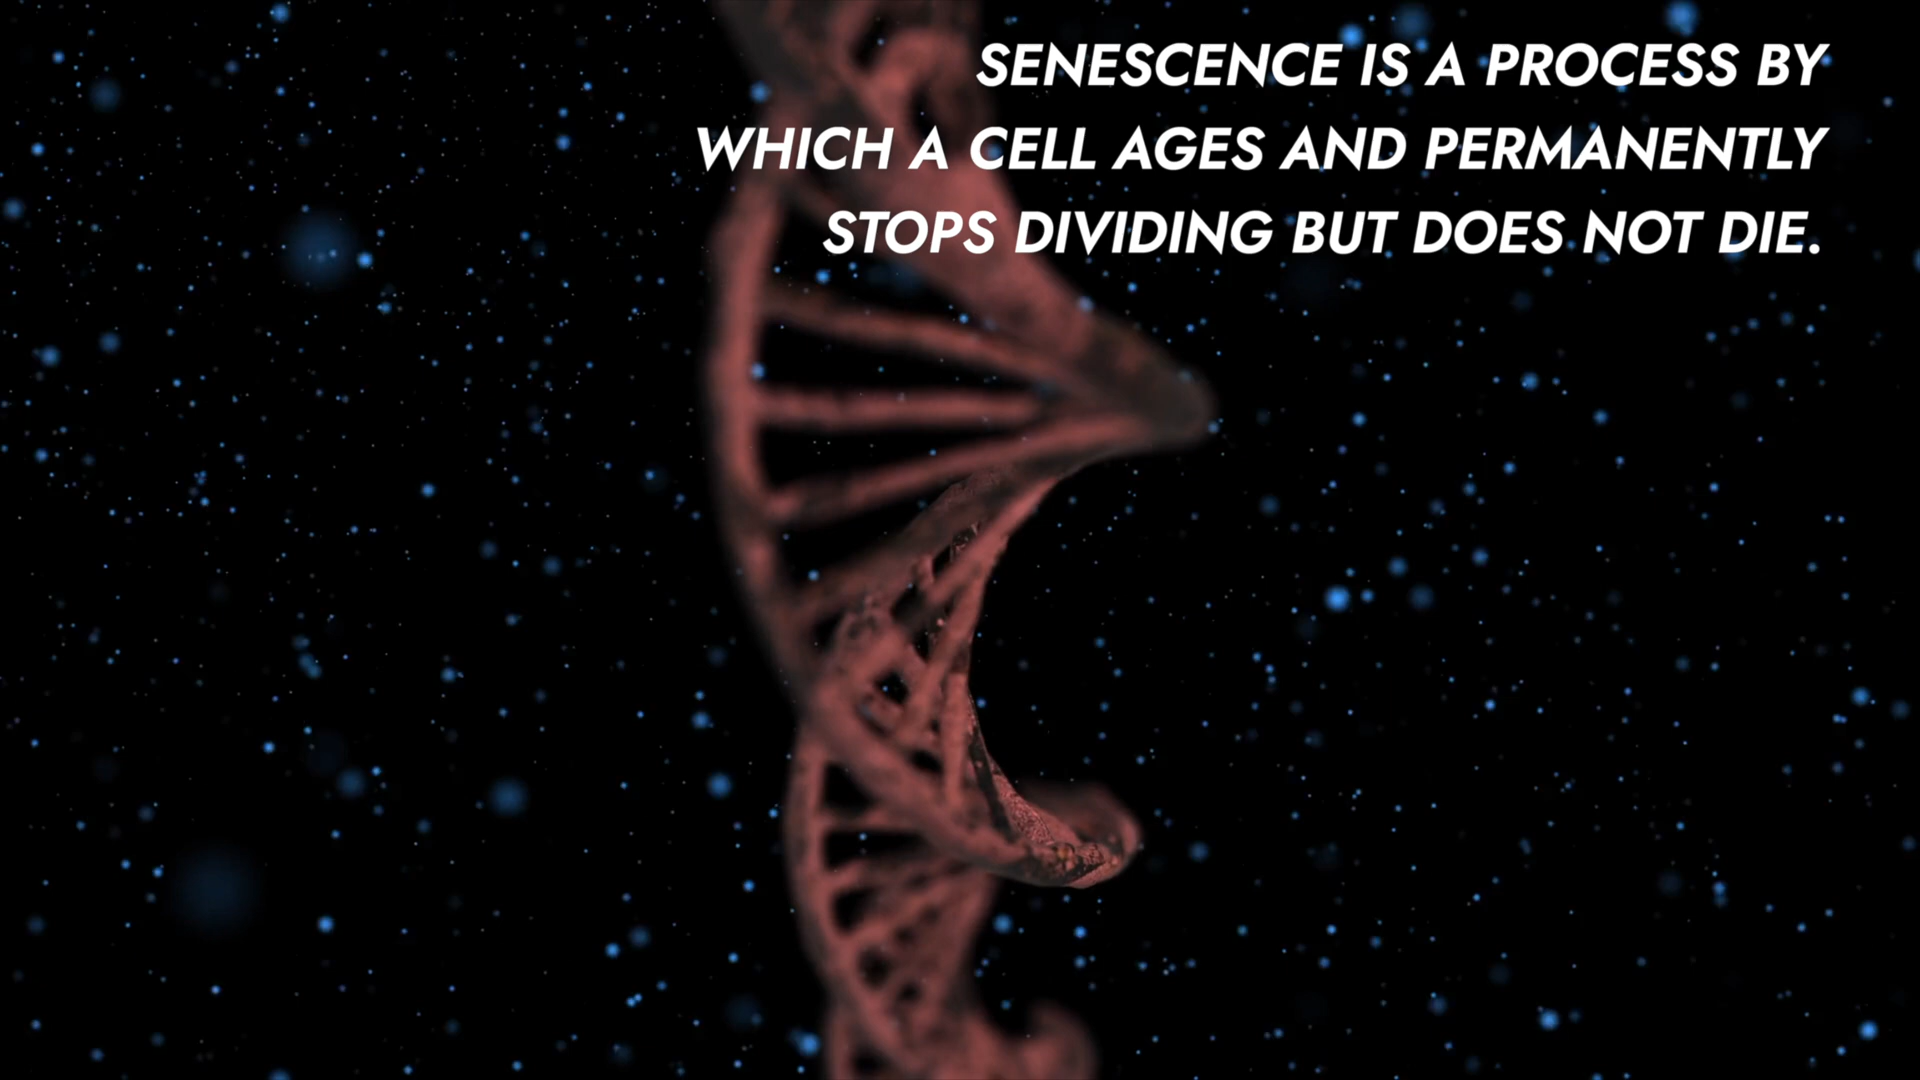 SENESCENCE IS A PROCESS BY
WHICH A CELL AGES AND PERMANENTLY
STOPS DIVIDING BUT DOES NOT DIE.